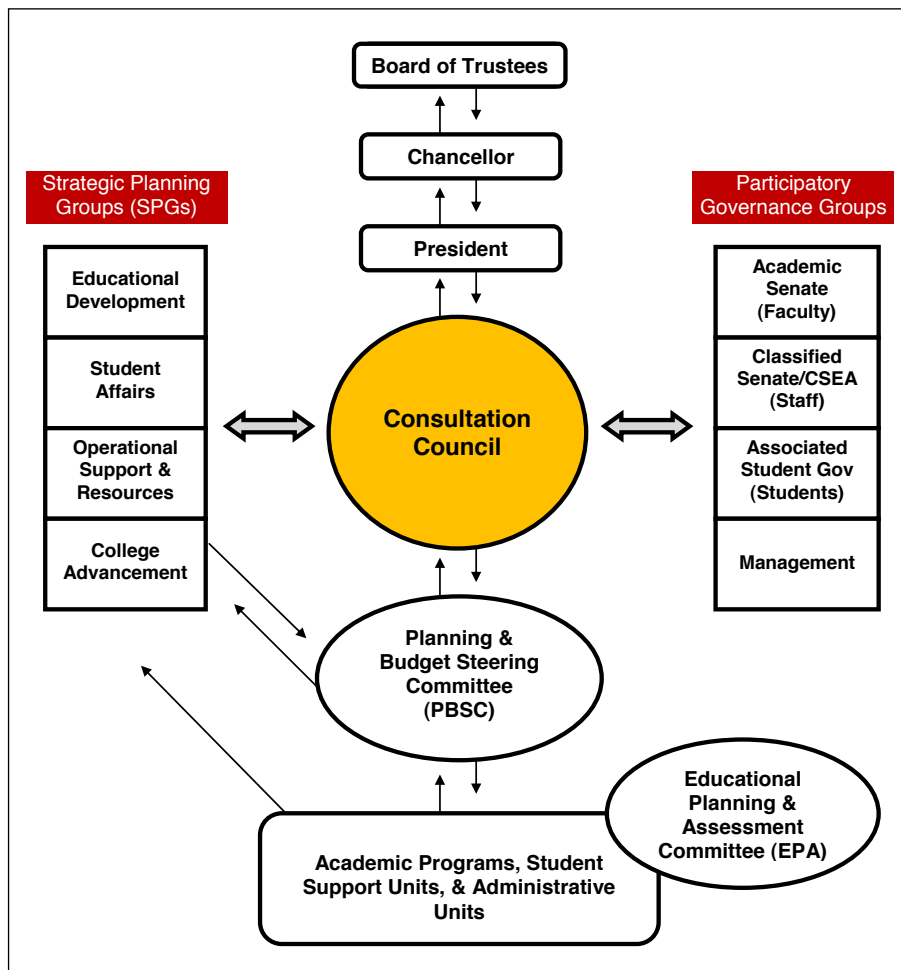 Board of Trustees
Chancellor
President
Strategic Planning
Groups (SPGs)
Educational
Development
Student
Affairs
Operational
Support &
Resources
College
Advancement
Consultation
Council
Participatory
Governance Groups
Academic
Senate
(Faculty)
Classified
Senate/CSEA
(Staff)
Associated
Student Gov
(Students)
Management
Planning &
Budget Steering
Committee
(PBSC)
Educational
Planning &
Assessment
Committee (EPA)
Academic Programs, Student
Support Units, & Administrative
Units